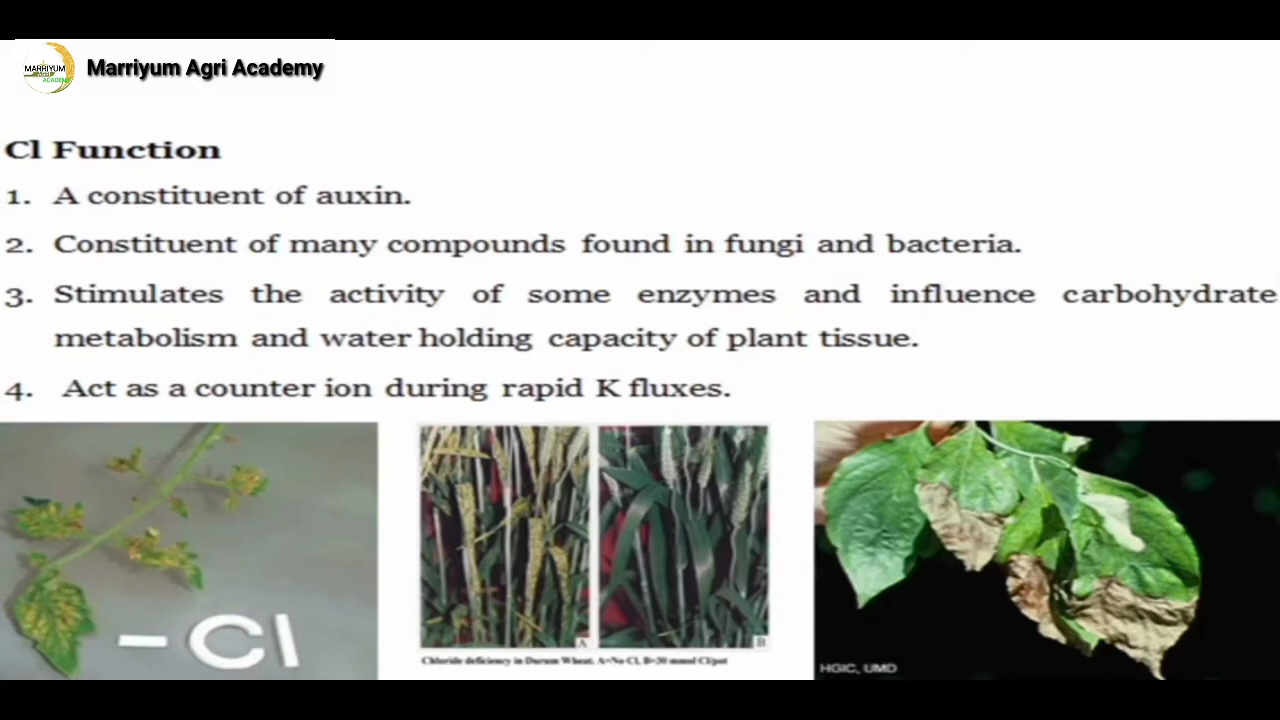 MARRIYUM
ACADEMY
Marriyum Agri Academy
Cl Function
1. A constituent of auxin.
2. Constituent of many compounds found in fungi and bacteria.
3. Stimulates the activity of some enzymes and influence carbohydrate
metabolism and water holding capacity of plant tissue.
4. Act as a counter ion during rapid K fluxes.
-Cl
A
B
Chloride deficiency in Durum Wheat. A=No Cl, B=30 mmol Cl/pot
HGIC, UMD